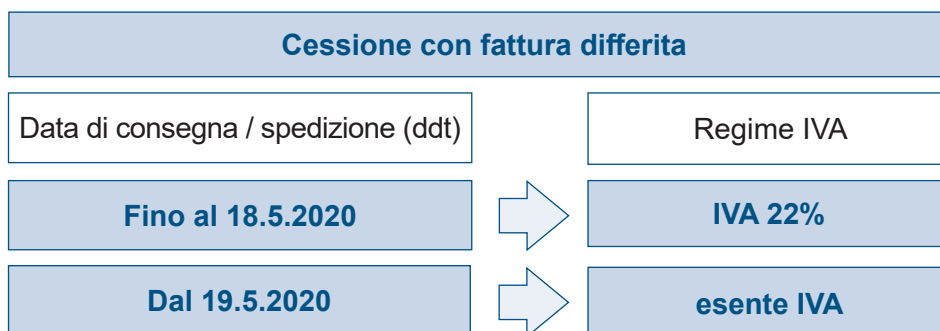 Cessione con fattura differita
Data di consegna / spedizione (ddt)
Regime IVA
Fino al 18.5.2020
IVA 22%
Dal 19.5.2020
esente IVA